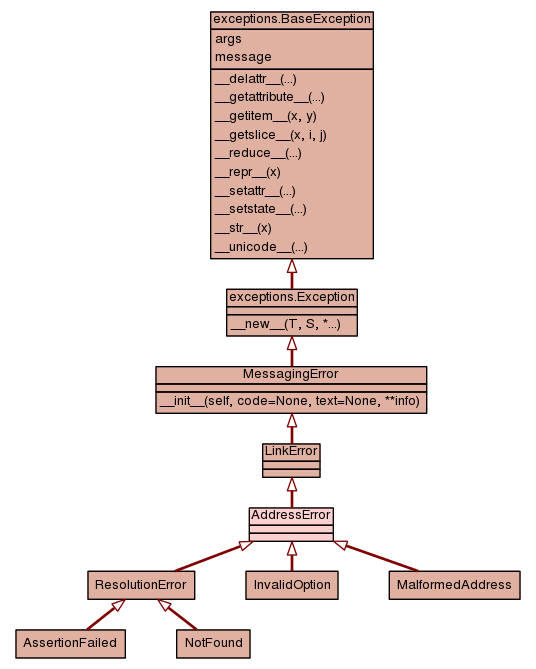 exceptions.BaseException
args
message
__delattr__(...)
__getattribute__(...)
__getitem__(x, y)
__getslice__(x, i, j)
__reduce__(...)
__repr__(x)
__setattr__(...)
__setstate__(...)
__str__(x)
__unicode__(...)
exceptions.Exception
__new__(T, S, *...)
MessagingError
__init__(self, code=None, text=None, **info)
LinkError
AddressError
ResolutionError
InvalidOption
MalformedAddress
AssertionFailed
NotFound